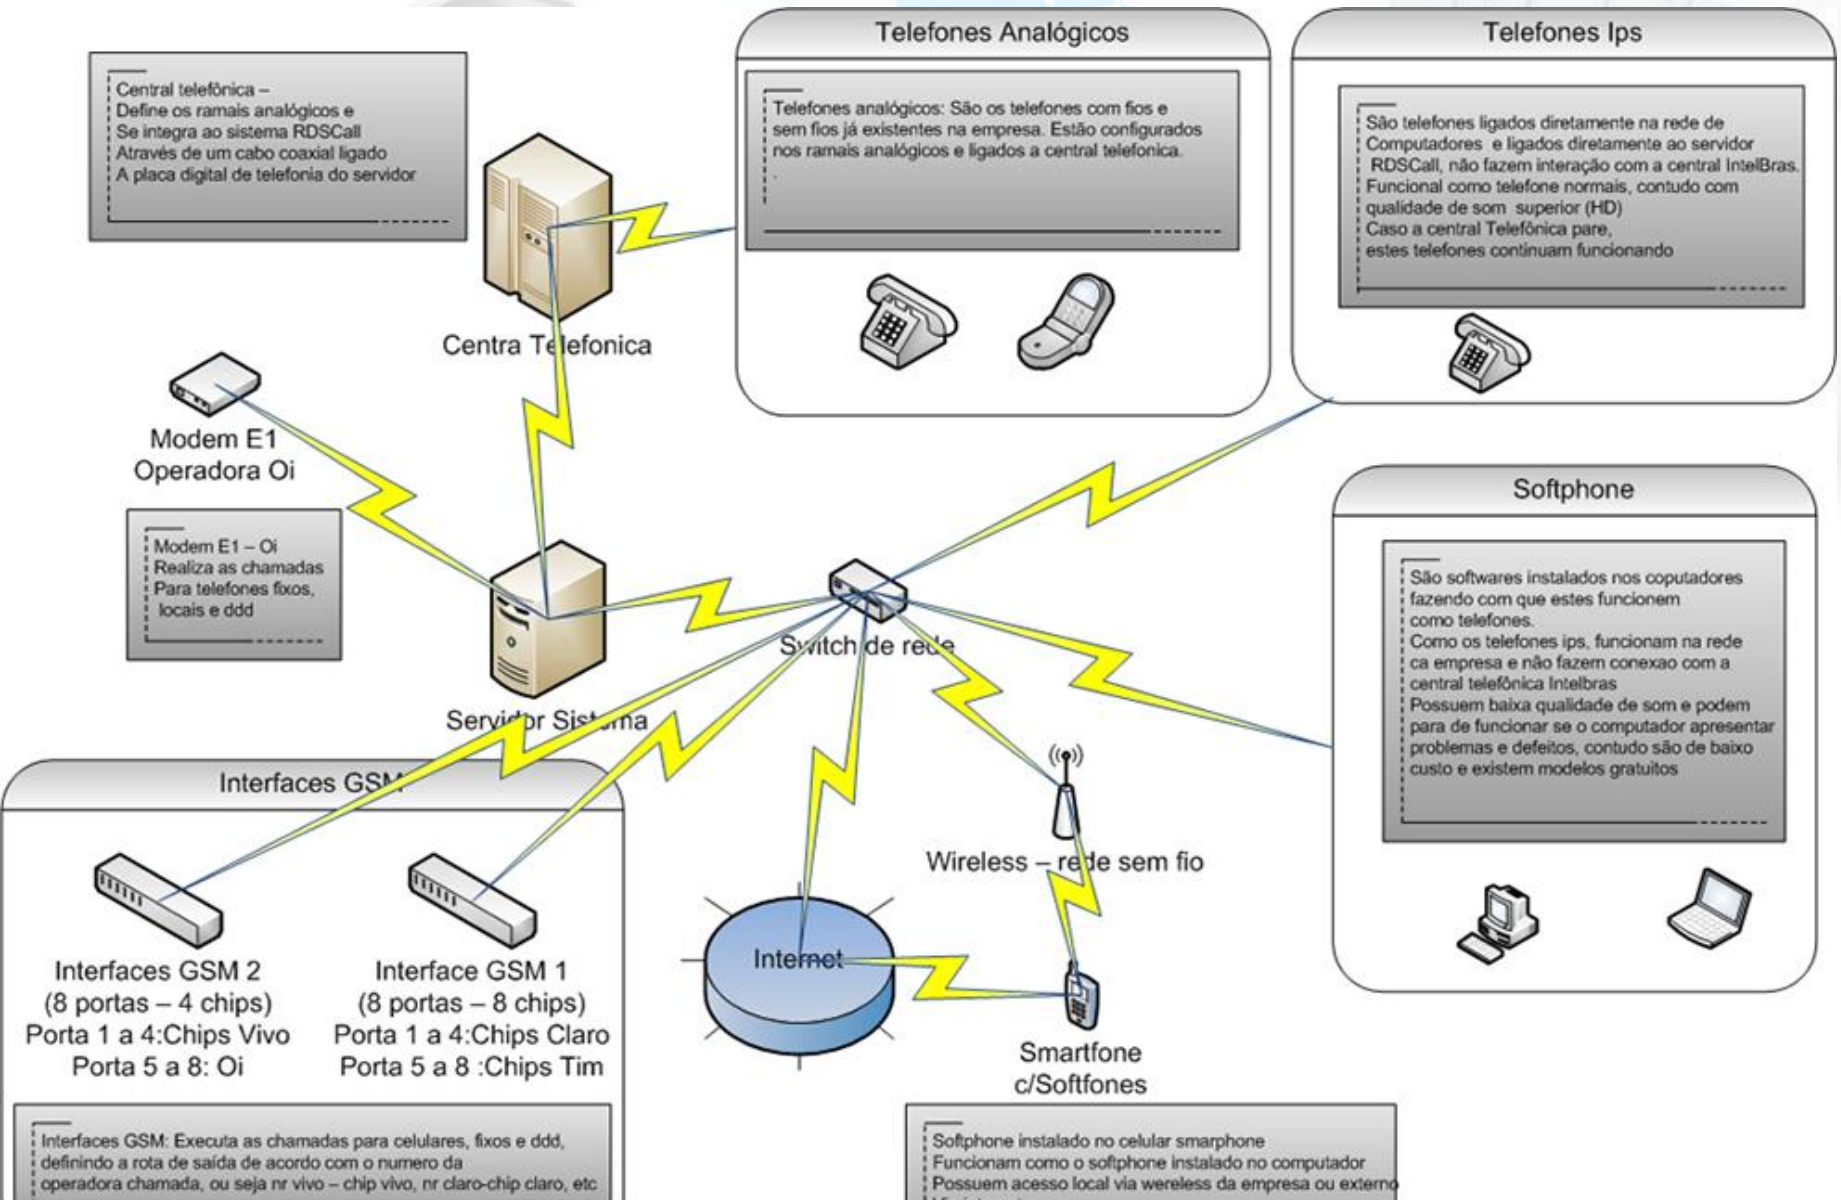 Central telefônica –
Define os ramais analógicos e
Se integra ao sistema RDSCall
Através de um cabo coaxial ligado
A placa digital de telefonia do servidor
Centra Telefonica
Telefones Analógicos
Telefones analógicos: São os telefones com fios e
sem fios já existentes na empresa. Estão configurados
nos ramais analógicos e ligados a central telefonica.
.
Telefones Ips
São telefones ligados diretamente na rede de
Computadores e ligados diretamente ao servidor
RDSCall, não fazem interação com a central IntelBras.
Funcional como telefone normais, contudo com
qualidade de som superior (HD)
Caso a central Telefônica pare,
estes telefones continuam funcionando
Modem E1
Operadora Oi
Modem E1 – Oi
Realiza as chamadas
Para telefones fixos,
locais e ddd
Servidor Sistema
Switch de rede
Softphone
São softwares instalados nos coputadores
fazendo com que estes funcionem
como telefones.
Como os telefones ips, funcionam na rede
ca empresa e não fazem conexao com a
central telefônica Intelbras
Possuem baixa qualidade de som e podem
para de funcionar se o computador apresentar
problemas e defeitos, contudo são de baixo
custo e existem modelos gratuitos
Interfaces GSM
Interfaces GSM 2
(8 portas – 4 chips)
Porta 1 a 4:Chips Vivo
Porta 5 a 8: Oi
Interface GSM 1
(8 portas – 8 chips)
Porta 1 a 4:Chips Claro
Porta 5 a 8 :Chips Tim
Interfaces GSM: Executa as chamadas para celulares, fixos e ddd,
definindo a rota de saída de acordo com o numero da
operadora chamada, ou seja nr vivo – chip vivo, nr claro-chip claro, etc
Wireless – rede sem fio
Internet
Smartfone
c/Softfones
Softphone instalado no celular smarphone
Funcionam como o softphone instalado no computador
Possuem acesso local via wereless da empresa ou externo